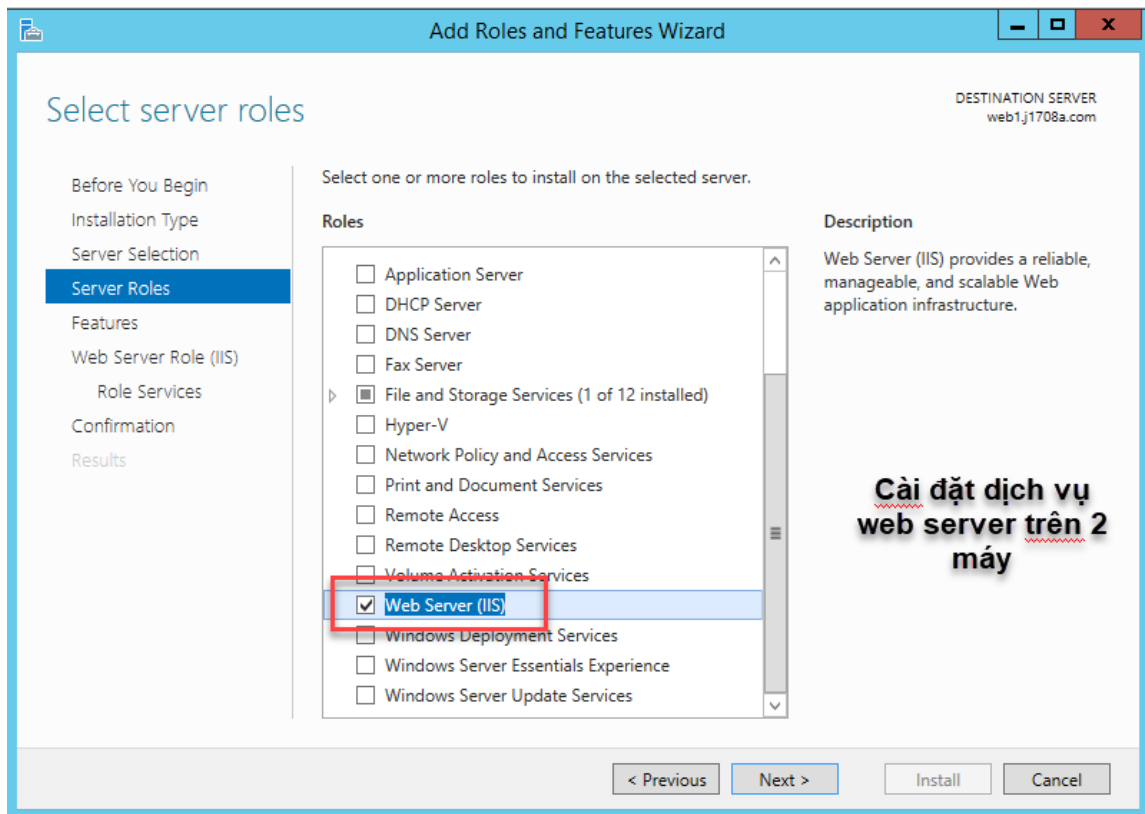 Add Roles and Features Wizard
Select server roles
DESTINATION SERVER
web1.j1708a.com
Before You Begin
Installation Type
Server Selection
Server Roles
Features
Web Server Role (IIS)
Role Services
Confirmation
Results
Select one or more roles to install on the selected server.
Roles
Application Server
DHCP Server
DNS Server
Fax Server
File and Storage Services (1 of 12 installed)
Hyper-V
Network Policy and Access Services
Print and Document Services
Remote Access
Remote Desktop Services
Volume Activation Services
Web Server (IIS)
Windows Deployment Services
Windows Server Essentials Experience
Windows Server Update Services
Description
Web Server (IIS) provides a reliable,
manageable, and scalable Web
application infrastructure.
Cài đặt dịch vụ
web server trên 2
máy
< Previous
Next >
Install
Cancel